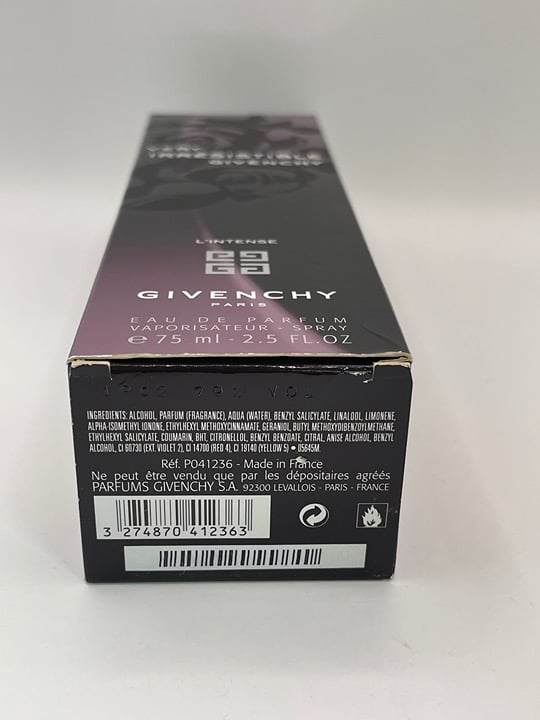 VERY
IRRESISTIBLE
GIVENCHY
L'INTENSE
GIVENCHY
PARIS
EAU DE PARFUM
VAPORISATEUR - SPRAY
e 75 ml - 2.5 FL.OZ
INGREDIENTS: ALCOHOL, PARFUM (FRAGRANCE), AQUA (WATER), BENZYL SALICYLATE, LINALOOL, LIMONENE,
ALPHA-ISOMETHYL IONONE, ETHYLHEXYL METHOXYCINNAMATE, GERANIOL, BUTYL METHOXYDIBENZOYLMETHANE,
ETHYLHEXYL SALICYLATE, COUMARIN, BHT, CITRONELLOL, BENZYL BENZOATE, CITRAL, ANISE ALCOHOL, BENZYL
ALCOHOL, CI 60730 (EXT. VIOLET 2), CI 14700 (RED 4), CI 19140 (YELLOW 5) • 05645M.
Réf. P041236 - Made in France
Ne peut être vendu que par les dépositaires agréés
PARFUMS GIVENCHY S.A. 92300 LEVALLOIS - PARIS - FRANCE
3 274870 412363